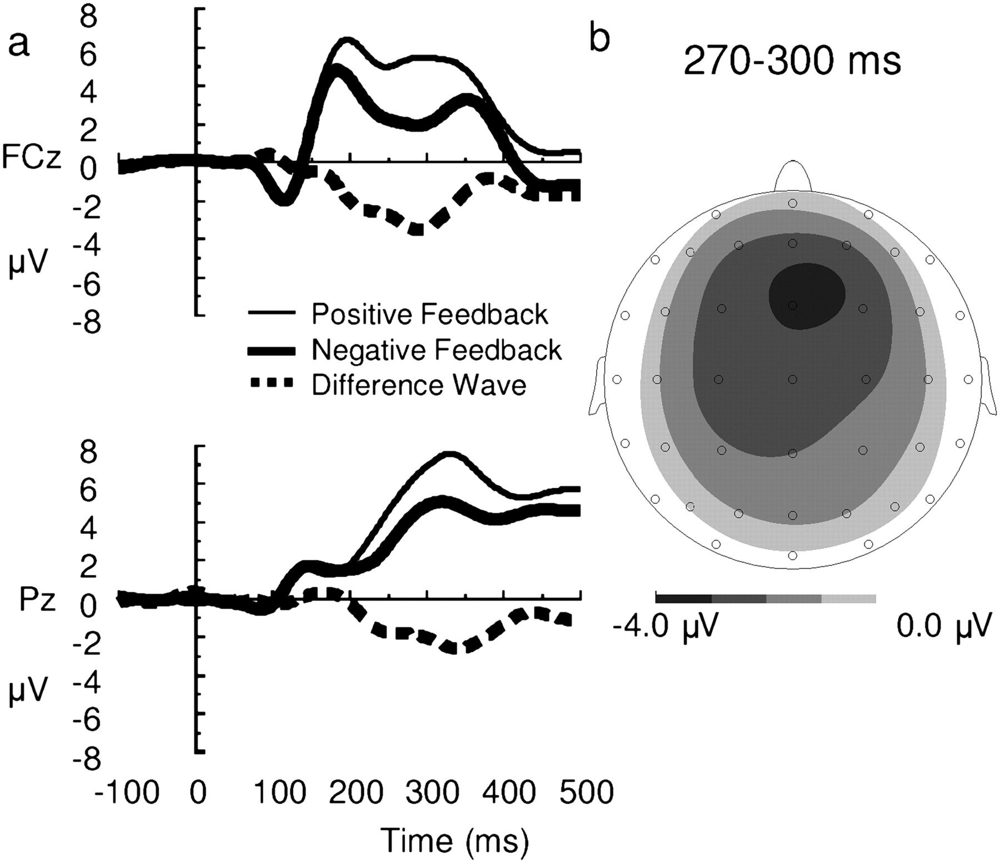 a
8
6
4
2
FCz
0
-2
-4
µV
-6
-8
Positive Feedback
Negative Feedback
Difference Wave
8
6
4
2
Pz
0
-2
-4
µV
-6
-8
-100 0 100 200 300 400 500
Time (ms)
b
270-300 ms
-4.0 µV 0.0 µV